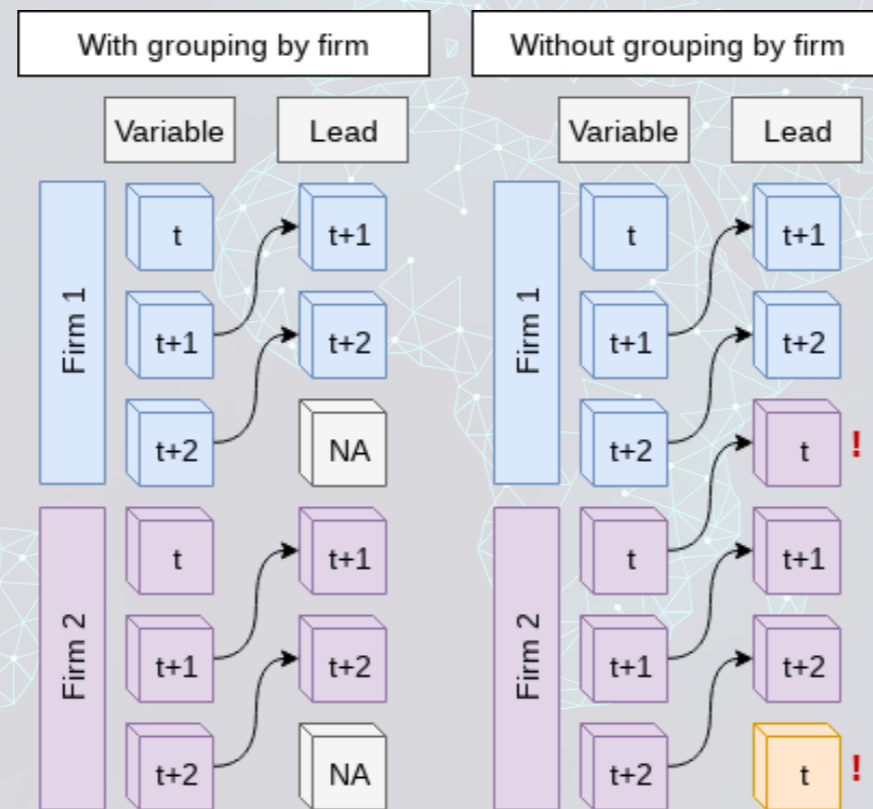 With grouping by firm
Without grouping by firm
Variable
Lead
Variable
Lead
Firm 1
t
t+1
t+1
t+2
t+2
NA
Firm 2
t
t+1
t+1
t+2
t+2
NA
Firm 1
t
t+1
t+1
t+2
t+2
t !
Firm 2
t
t+1
t+1
t+2
t+2
t !